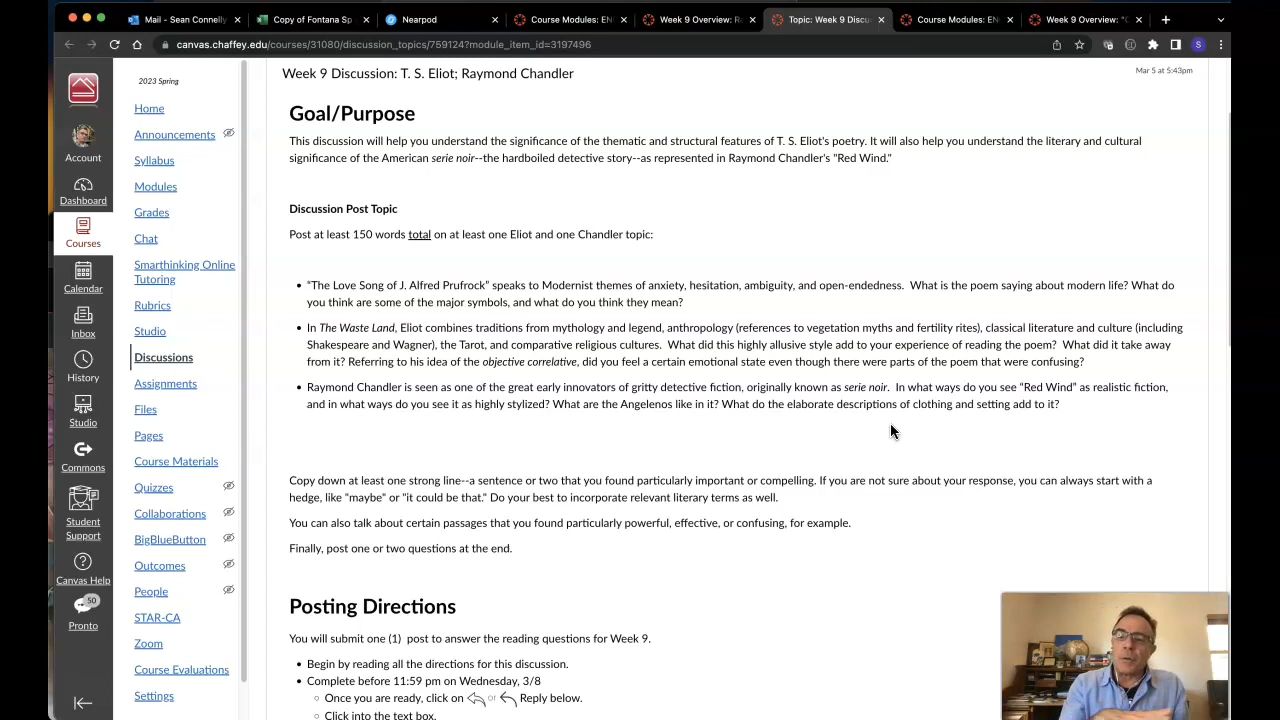 Mail - Sean Connelly
Copy of Fontana Sp
Nearpod
Course Modules: EN
Week 9 Overview: Ra
Topic: Week 9 Discu
Course Modules: EN
Week 9 Overview: "C
canvas.chaffey.edu/courses/31080/discussion_topics/759124?module_item_id=3197496
S
Account
Dashboard
Courses
Calendar
Inbox
History
Studio
Commons
Student
Support
Canvas Help
50
Pronto
2023 Spring
Home
Announcements
Syllabus
Modules
Grades
Chat
Smarthinking Online
Tutoring
Rubrics
Studio
Discussions
Assignments
Files
Pages
Course Materials
Quizzes
Collaborations
BigBlueButton
Outcomes
People
STAR-CA
Zoom
Course Evaluations
Settings
Week 9 Discussion: T. S. Eliot; Raymond Chandler
Mar 5 at 5:43pm
Goal/Purpose
This discussion will help you understand the significance of the thematic and structural features of T. S. Eliot's poetry. It will also help you understand the literary and cultural
significance of the American serie noir--the hardboiled detective story--as represented in Raymond Chandler's "Red Wind."
Discussion Post Topic
Post at least 150 words total on at least one Eliot and one Chandler topic:
• “The Love Song of J. Alfred Prufrock” speaks to Modernist themes of anxiety, hesitation, ambiguity, and open-endedness. What is the poem saying about modern life? What do
you think are some of the major symbols, and what do you think they mean?
• In The Waste Land, Eliot combines traditions from mythology and legend, anthropology (references to vegetation myths and fertility rites), classical literature and culture (including
Shakespeare and Wagner), the Tarot, and comparative religious cultures. What did this highly allusive style add to your experience of reading the poem? What did it take away
from it? Referring to his idea of the objective correlative, did you feel a certain emotional state even though there were parts of the poem that were confusing?
• Raymond Chandler is seen as one of the great early innovators of gritty detective fiction, originally known as serie noir. In what ways do you see “Red Wind” as realistic fiction,
and in what ways do you see it as highly stylized? What are the Angelenos like in it? What do the elaborate descriptions of clothing and setting add to it?
Copy down at least one strong line--a sentence or two that you found particularly important or compelling. If you are not sure about your response, you can always start with a
hedge, like "maybe" or "it could be that." Do your best to incorporate relevant literary terms as well.
You can also talk about certain passages that you found particularly powerful, effective, or confusing, for example.
Finally, post one or two questions at the end.
Posting Directions
You will submit one (1) post to answer the reading questions for Week 9.
• Begin by reading all the directions for this discussion.
• Complete before 11:59 pm on Wednesday, 3/8
Once you are ready, click on or Reply below.
Click into the text box.